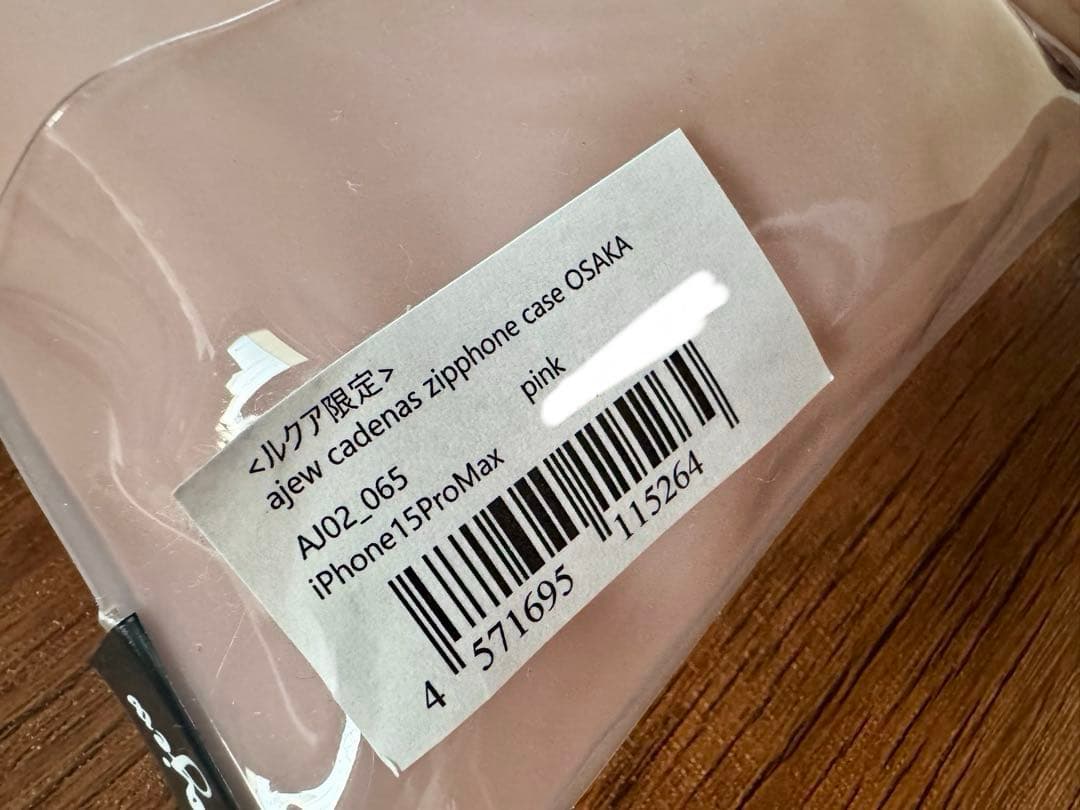 <ルクア限定>
ajew cadenas zipphone case OSAKA
AJ02_065 pink
iPhone15ProMax
4 571695 115264